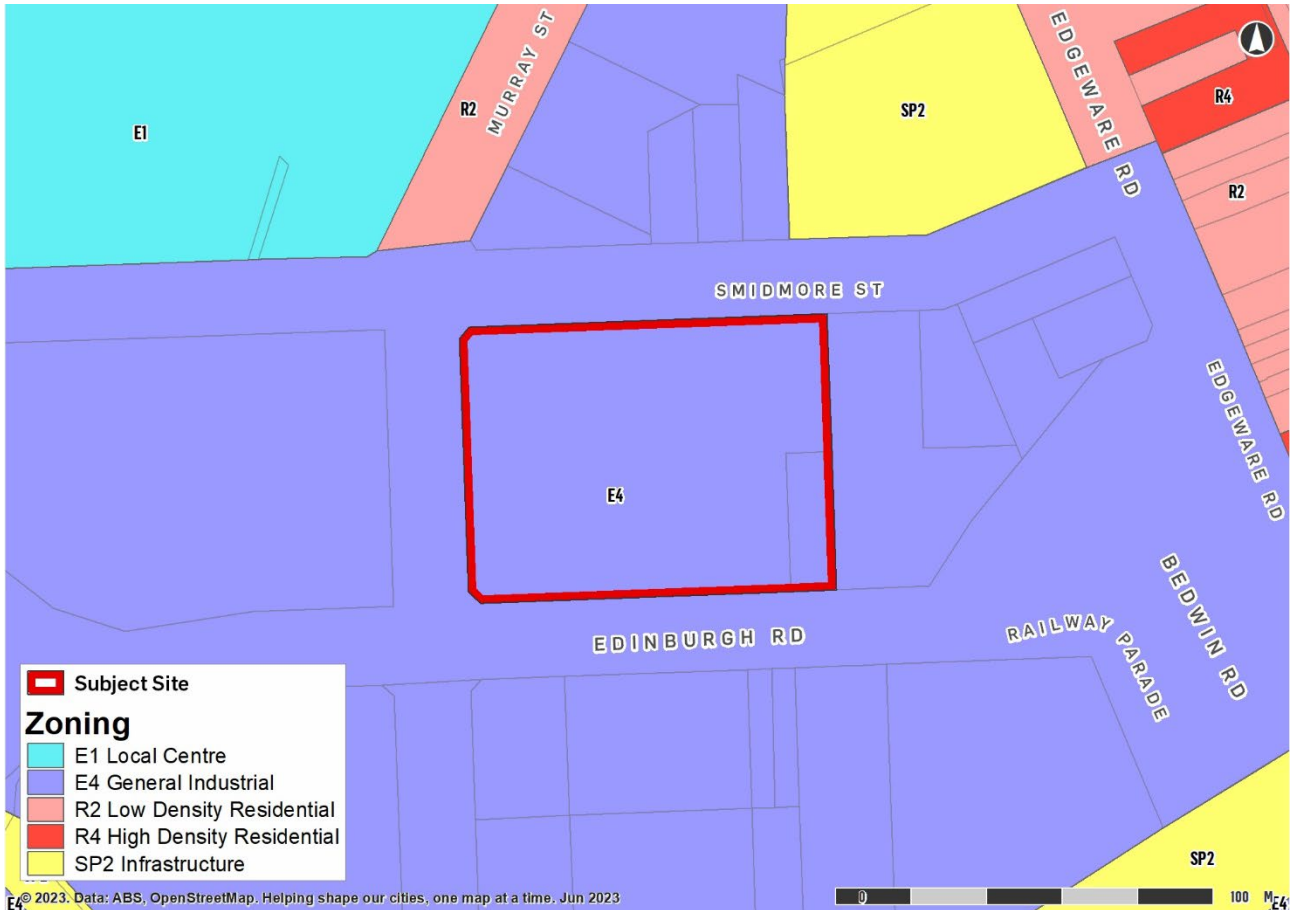 MURRAY ST
EDGEWARE RD
E1
R2
SP2
R4
R2
SMIDMORE ST
EDGEWARE RD
E4
EDINBURGH RD
RAILWAY PARADE
BEDWIN RD
Subject Site
Zoning
E1 Local Centre
E4 General Industrial
R2 Low Density Residential
R4 High Density Residential
SP2 Infrastructure
SP2
E4
© 2023. Data: ABS, OpenStreetMap. Helping shape our cities, one map at a time. Jun 2023
0
100 M
E4